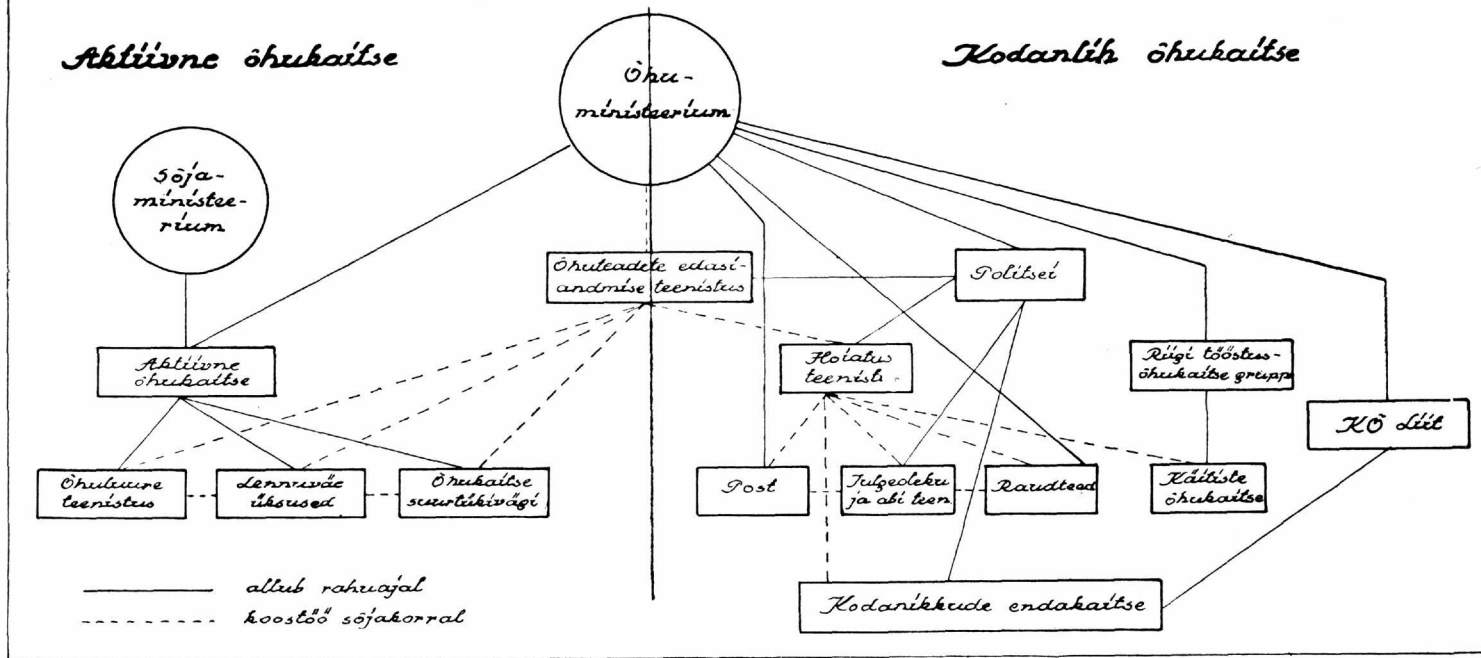 Aktiivne õhukaitse
Kodanlik õhukaitse
Õhu-
ministeerium
Sõja-
ministee-
rium
Õhuteadete edasi-
andmise teenistus
Politsei
Aktiivne
õhukaitse
Hoiatus
teenist.
Riigi tööstus-
õhukaitse grupp
KÕ Liit
Õhuluure
teenistus
Lennuväe
üksused
Õhukaitse
suurtükivägi
Post
Julgeoleku
ja abi teen.
Raudteed
Käitiste
õhukaitse
Kodanikkude endakaitse
allub rahuajal
koostöö sõjakorral